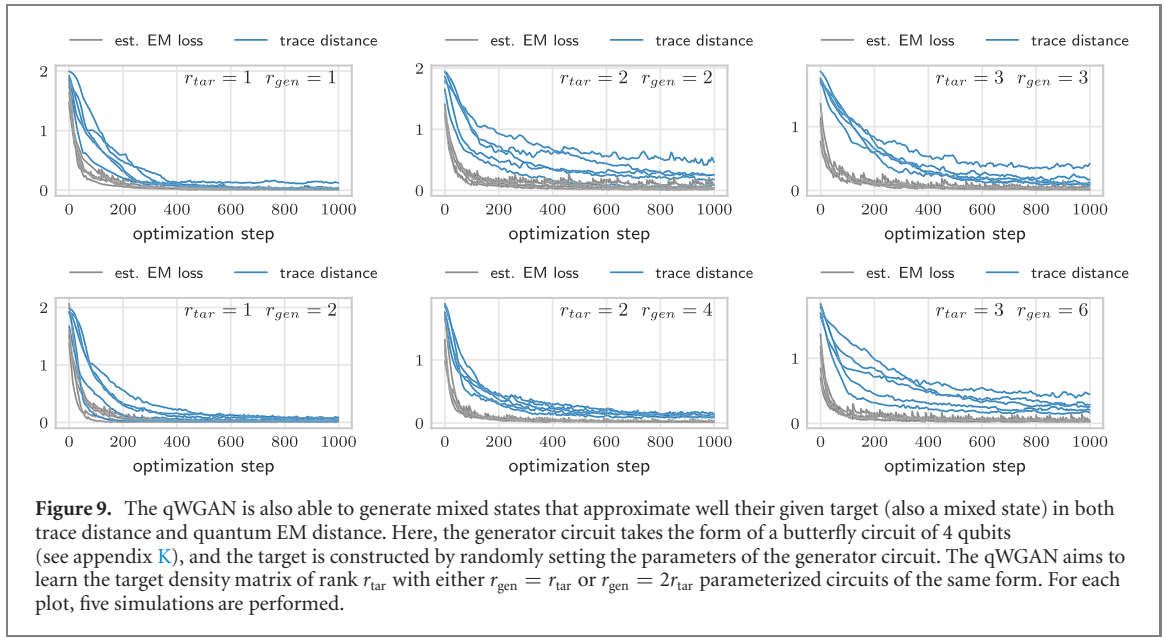 est. EM loss trace distance est. EM loss trace distance est. EM loss trace distance
r_tar = 1 r_gen = 1
2
1
0
0 200 400 600 800 1000
optimization step
r_tar = 2 r_gen = 2
2
1
0
0 200 400 600 800 1000
optimization step
r_tar = 3 r_gen = 3
1
0
0 200 400 600 800 1000
optimization step
est. EM loss trace distance est. EM loss trace distance est. EM loss trace distance
r_tar = 1 r_gen = 2
2
1
0
0 200 400 600 800 1000
optimization step
r_tar = 2 r_gen = 4
1
0
0 200 400 600 800 1000
optimization step
r_tar = 3 r_gen = 6
1
0
0 200 400 600 800 1000
optimization step
Figure 9. The qWGAN is also able to generate mixed states that approximate well their given target (also a mixed state) in both
trace distance and quantum EM distance. Here, the generator circuit takes the form of a butterfly circuit of 4 qubits
(see appendix K), and the target is constructed by randomly setting the parameters of the generator circuit. The qWGAN aims to
learn the target density matrix of rank r_tar with either r_gen = r_tar or r_gen = 2r_tar parameterized circuits of the same form. For each
plot, five simulations are performed.